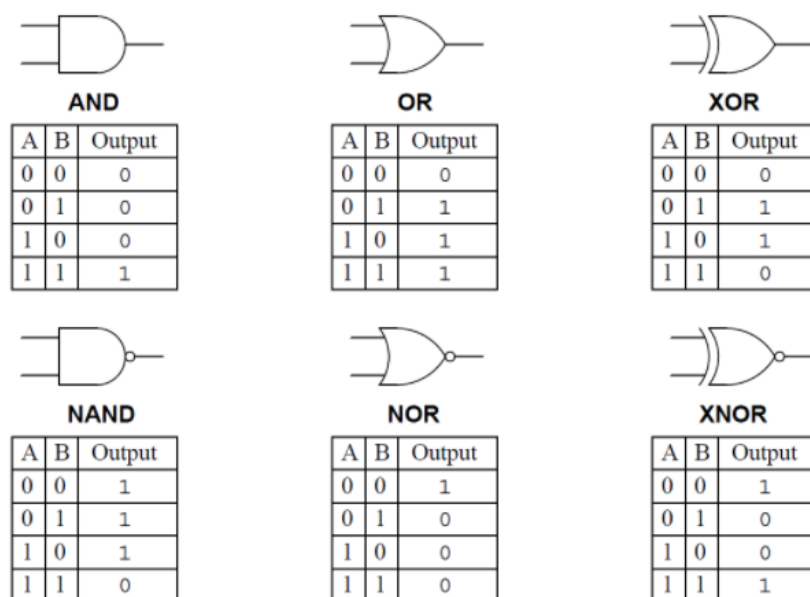 AND OR XOR
A B Output A B Output A B Output
0 0 0 0 0 0 0 0 0
0 1 0 0 1 1 0 1 1
1 0 0 1 0 1 1 0 1
1 1 1 1 1 1 1 1 0
NAND NOR XNOR
A B Output A B Output A B Output
0 0 1 0 0 1 0 0 1
0 1 1 0 1 0 0 1 0
1 0 1 1 0 0 1 0 0
1 1 0 1 1 0 1 1 1